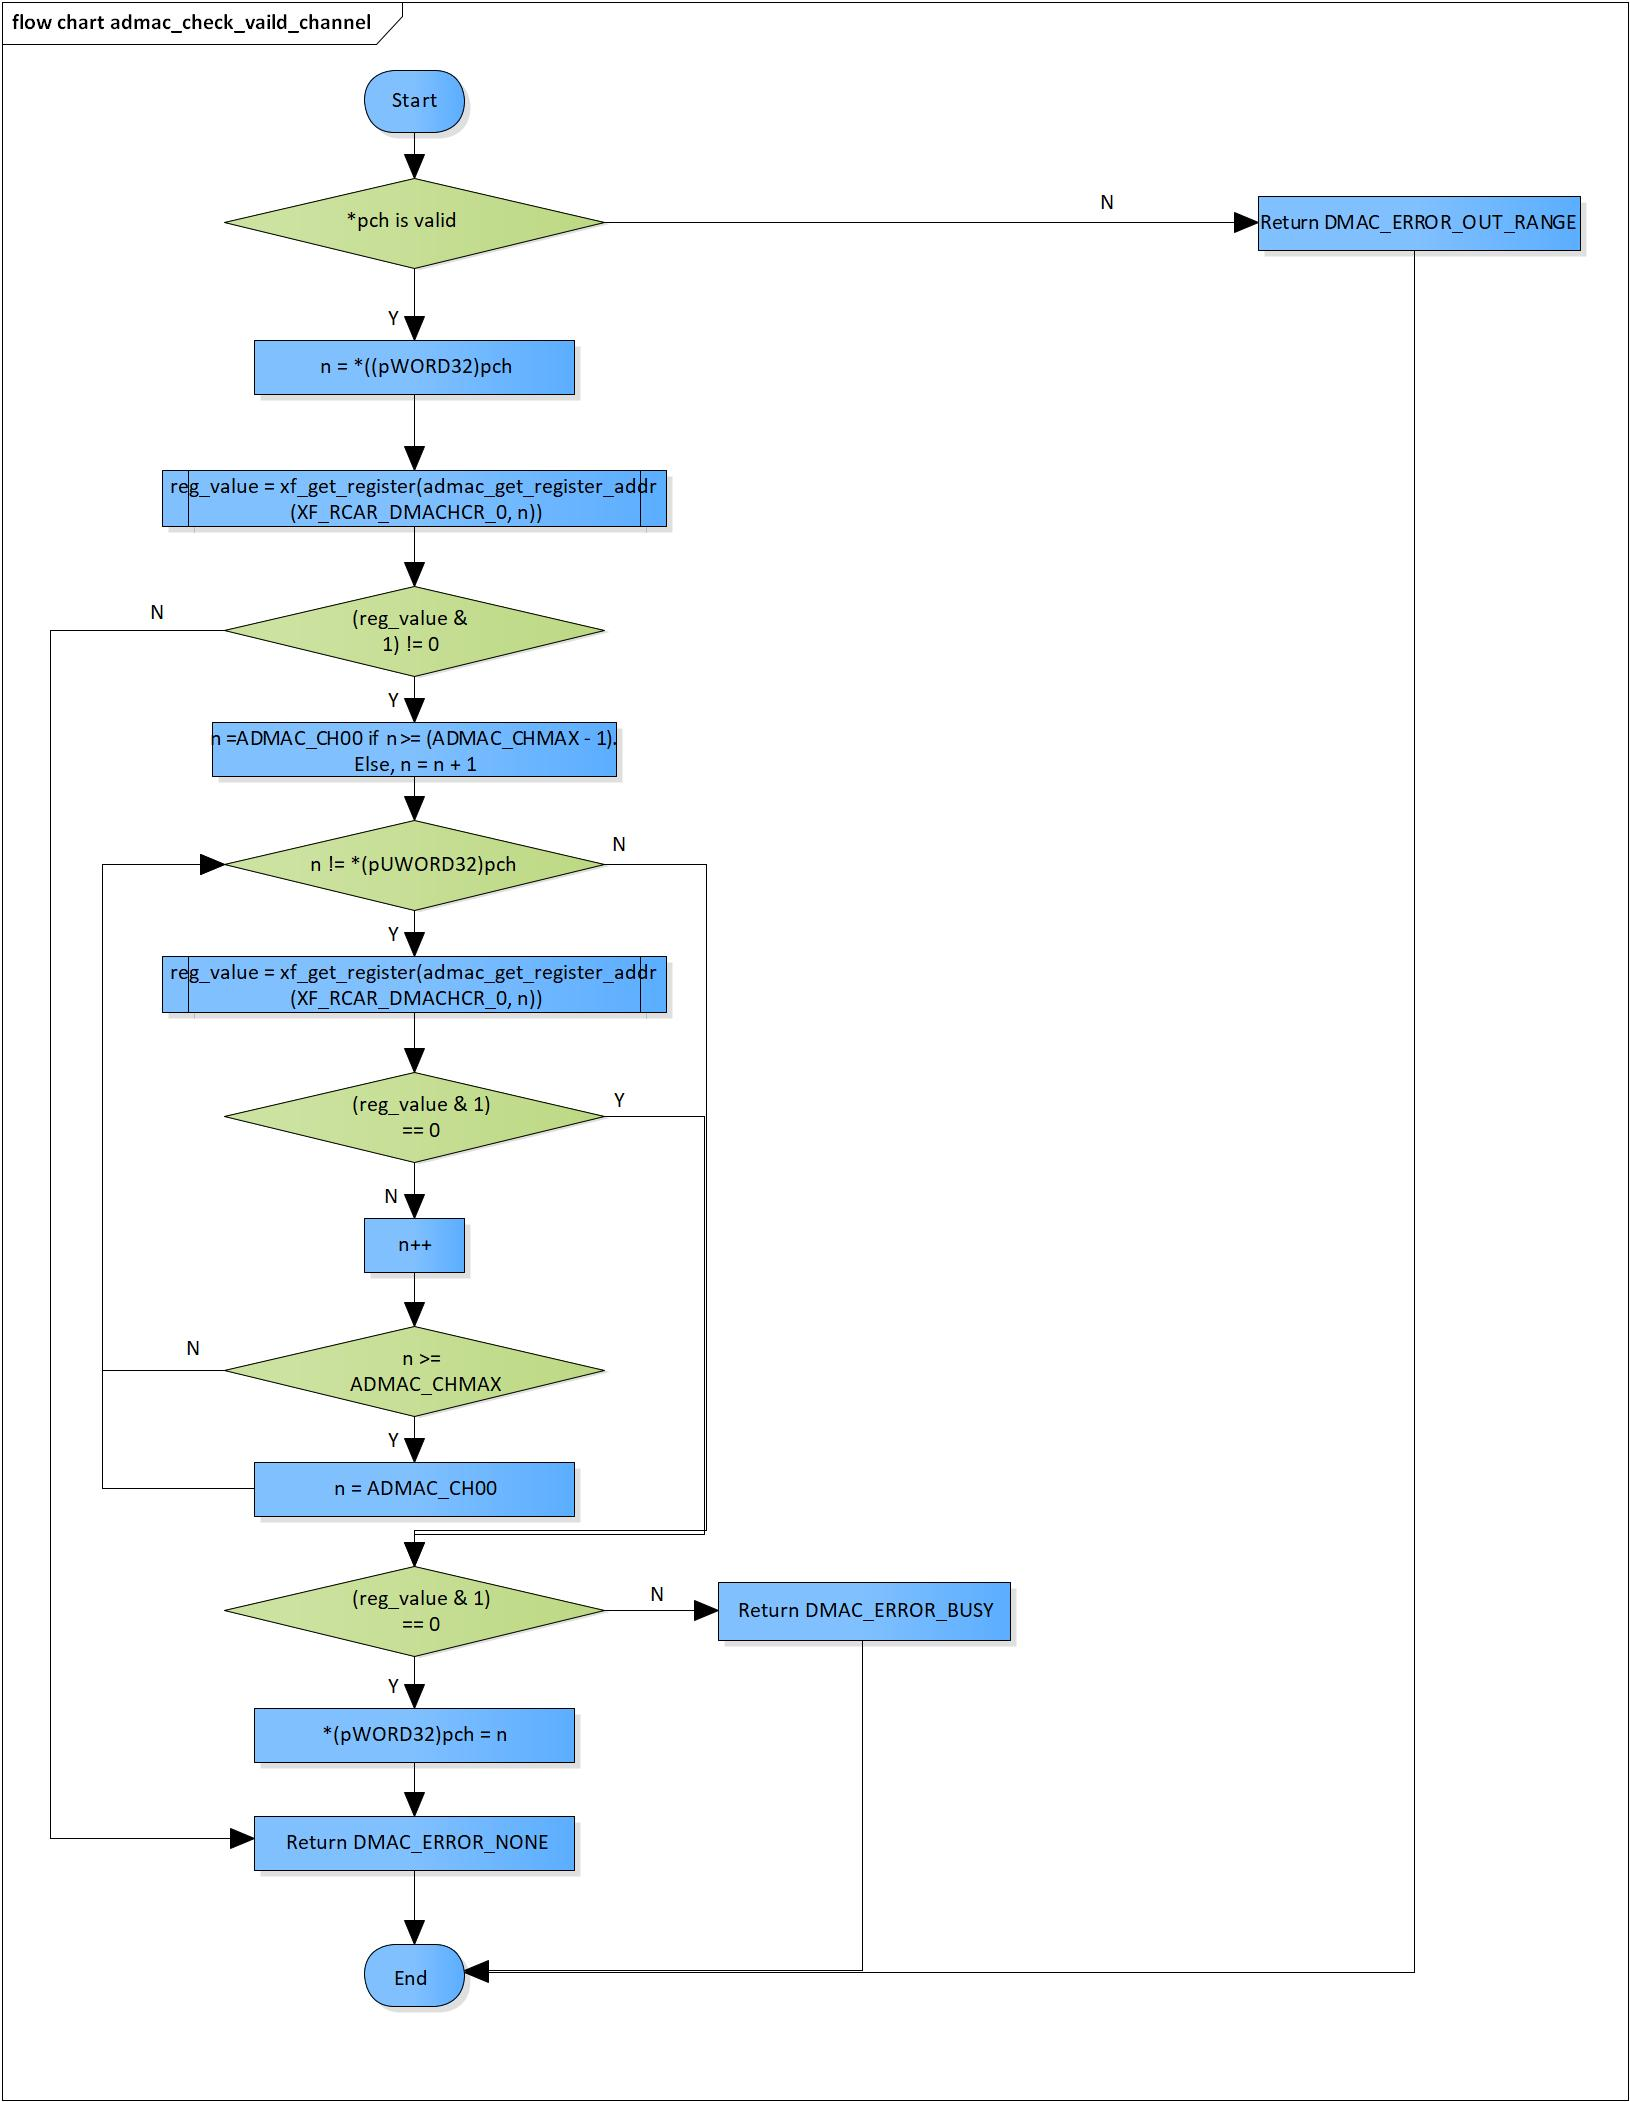 flow chart admac_check_vaild_channel
Start
*pch is valid
N
Return DMAC_ERROR_OUT_RANGE
Y
n = *((pWORD32)pch
reg_value = xf_get_register(admac_get_register_addr
(XF_RCAR_DMACHCR_0, n))
N
(reg_value &
1) != 0
Y
n =ADMAC_CH00 if n >= (ADMAC_CHMAX - 1).
Else, n = n + 1
n != *(pUWORD32)pch
N
Y
reg_value = xf_get_register(admac_get_register_addr
(XF_RCAR_DMACHCR_0, n))
(reg_value & 1)
== 0
Y
N
n++
N
n >=
ADMAC_CHMAX
Y
n = ADMAC_CH00
(reg_value & 1)
== 0
N
Return DMAC_ERROR_BUSY
Y
*(pWORD32)pch = n
Return DMAC_ERROR_NONE
End